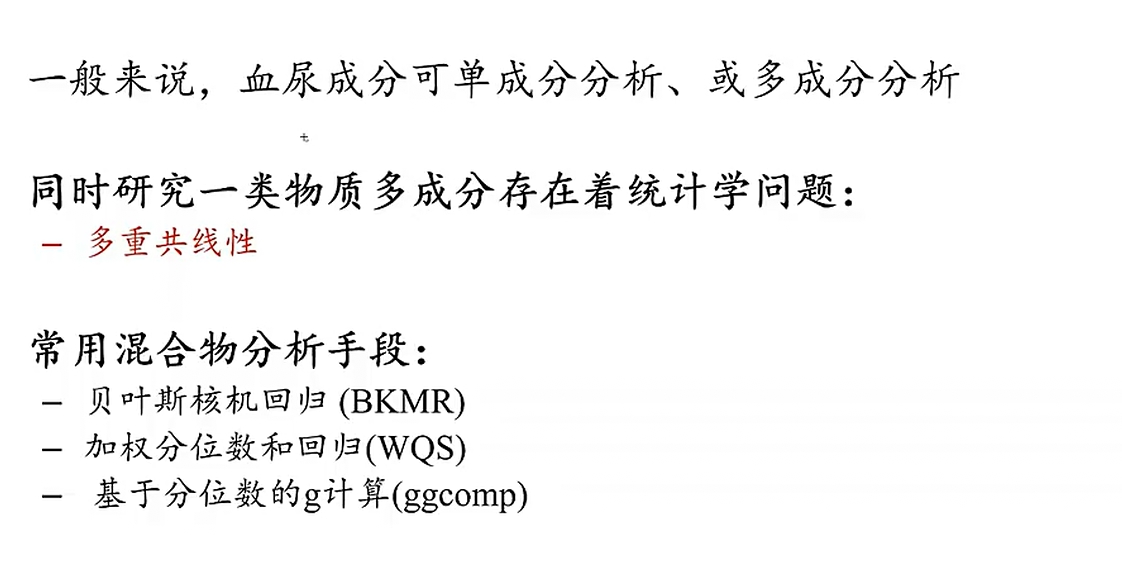 一般来说，血尿成分可单成分分析、或多成分分析
同时研究一类物质多成分存在着统计学问题：
– 多重共线性
常用混合物分析手段：
– 贝叶斯核机回归 (BKMR)
– 加权分位数和回归(WQS)
– 基于分位数的g计算(ggcomp)